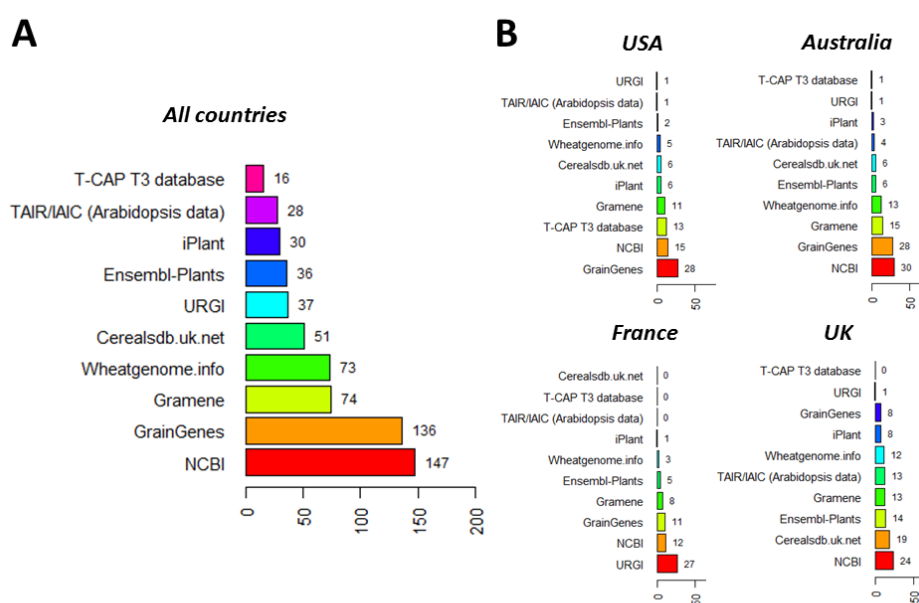 A
All countries
T-CAP T3 database 16
TAIR/IAIC (Arabidopsis data) 28
iPlant 30
Ensembl-Plants 36
URGI 37
Cerealsdb.uk.net 51
Wheatgenome.info 73
Gramene 74
GrainGenes 136
NCBI 147
0 50 100 150 200
B
USA
URGI 1
TAIR/IAIC (Arabidopsis data) 1
Ensembl-Plants 2
Wheatgenome.info 5
Cerealsdb.uk.net 6
iPlant 6
Gramene 11
T-CAP T3 database 13
NCBI 15
GrainGenes 28
0 50
Australia
T-CAP T3 database 1
URGI 1
iPlant 3
TAIR/IAIC (Arabidopsis data) 4
Cerealsdb.uk.net 6
Ensembl-Plants 6
Wheatgenome.info 13
Gramene 15
GrainGenes 28
NCBI 30
0 50
France
Cerealsdb.uk.net 0
T-CAP T3 database 0
TAIR/IAIC (Arabidopsis data) 0
iPlant 1
Wheatgenome.info 3
Ensembl-Plants 5
Gramene 8
GrainGenes 11
NCBI 12
URGI 27
0 50
UK
T-CAP T3 database 0
URGI 1
GrainGenes 8
iPlant 8
Wheatgenome.info 12
TAIR/IAIC (Arabidopsis data) 13
Gramene 13
Ensembl-Plants 14
Cerealsdb.uk.net 19
NCBI 24
0 50